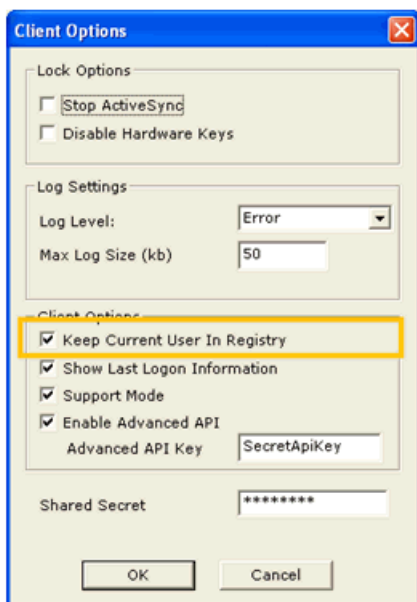 Client Options
Lock Options
Stop ActiveSync
Disable Hardware Keys
Log Settings
Log Level: Error
Max Log Size (kb) 50
Client Options
Keep Current User In Registry
Show Last Logon Information
Support Mode
Enable Advanced API
Advanced API Key SecretApiKey
Shared Secret ********
OK Cancel